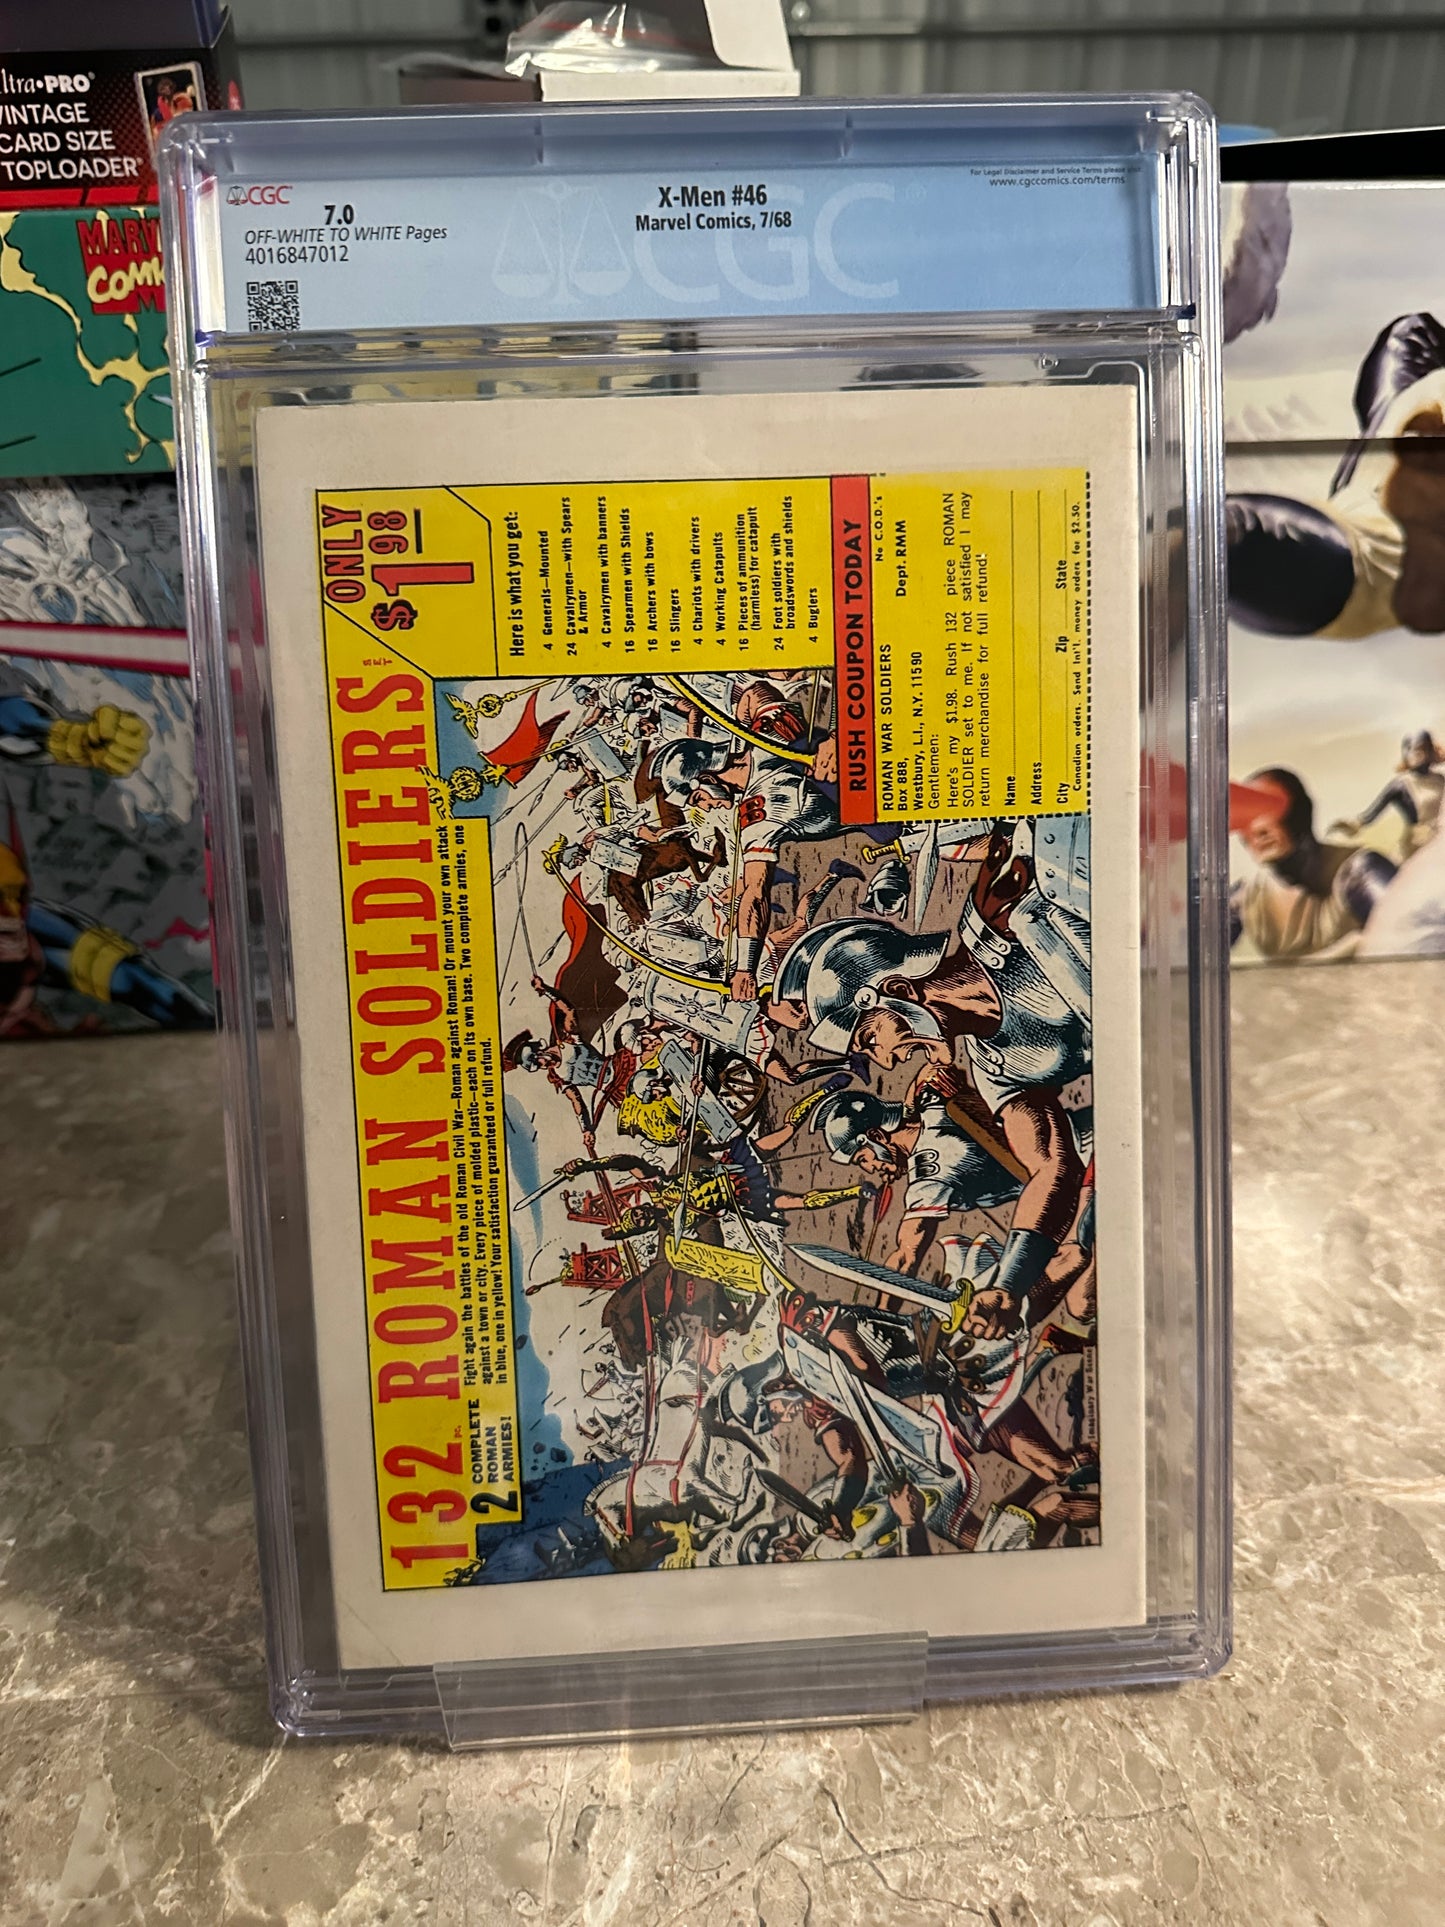 ltra•PRO
VINTAGE
CARD SIZE
TOPLOADER
MARV
COMI
CGC
7.0
OFF-WHITE TO WHITE Pages
4016847012
X-Men #46
Marvel Comics, 7/68
For Legal Disclaimer and Service Terms please visit
www.cgccomics.com/terms
CGC
132 pc. ROMAN SOLDIERS SET
ONLY
$1.98
2 COMPLETE
ROMAN
ARMIES!
Fight again the battles of the old Roman Civil War—Roman against Roman! Or mount your own attack
against a town or city. Every piece of molded plastic—each on its own base. Two complete armies, one
in blue, one in yellow! Your satisfaction guaranteed or full refund.
Here is what you get:
4 Generals—Mounted
24 Cavalrymen—with Spears
& Armor
4 Cavalrymen with banners
16 Spearmen with Shields
16 Archers with bows
16 Slingers
4 Chariots with drivers
4 Working Catapults
16 Pieces of ammunition
(harmless) for catapult
24 Foot soldiers with
broadswords and shields
4 Buglers
RUSH COUPON TODAY
No C.O.D.'s
ROMAN WAR SOLDIERS
Box 888, Dept. RMM
Westbury, L.I., N.Y. 11590
Gentlemen:
Here's my $1.98. Rush 132 piece ROMAN
SOLDIER set to me. If not satisfied I may
return merchandise for full refund!
Name
Address
City Zip State
Canadian orders. Send Int'l. money orders for $2.50.
Imaginary War Scene